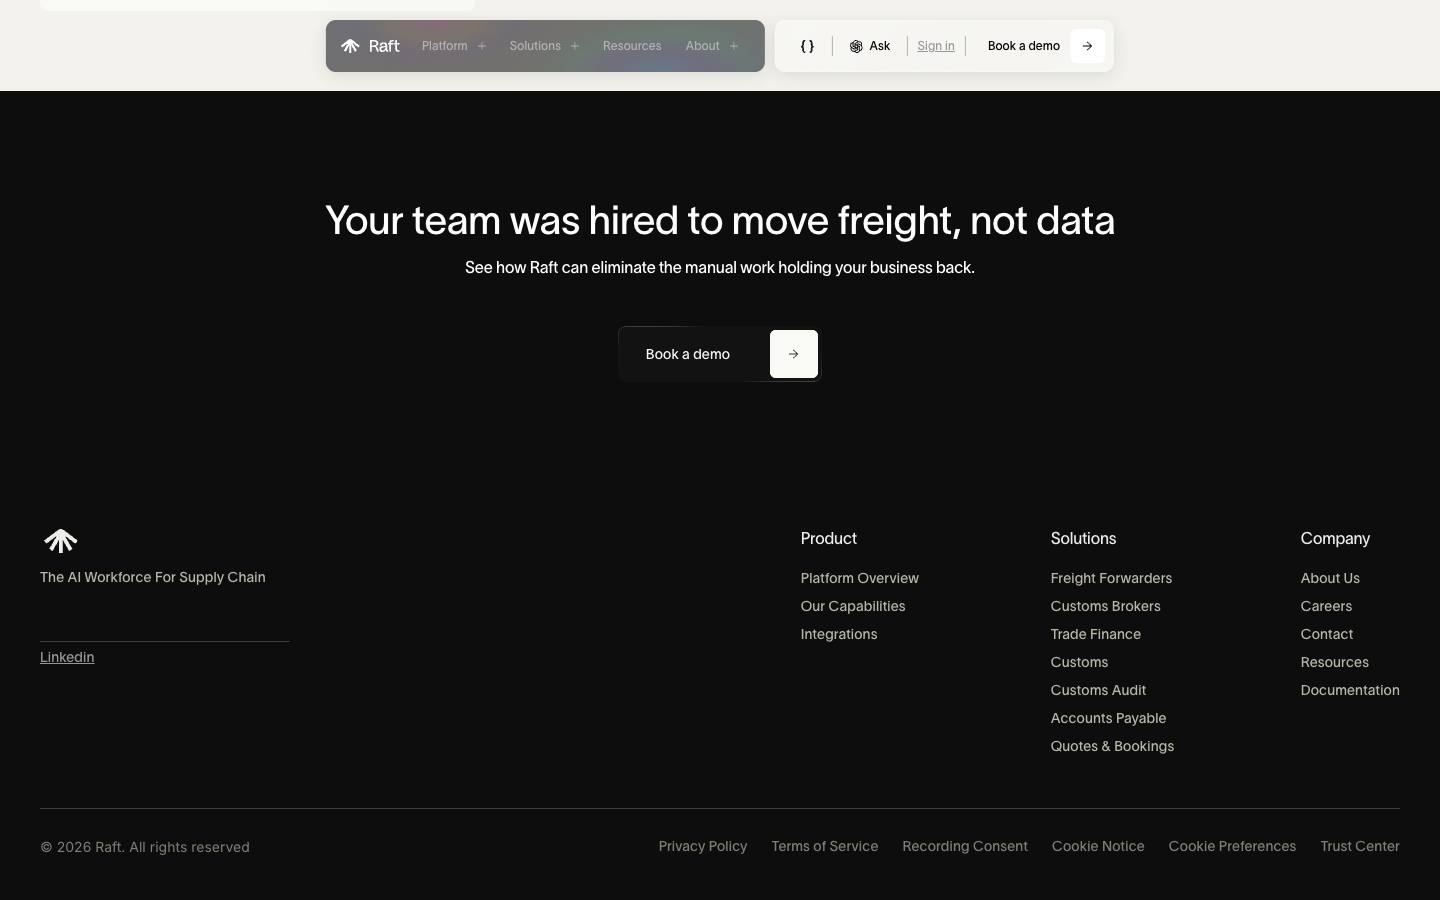 Raft Platform + Solutions + Resources About + { } Ask Sign in Book a demo →
Your team was hired to move freight, not data
See how Raft can eliminate the manual work holding your business back.
Book a demo →
The AI Workforce For Supply Chain
Linkedin
Product
Platform Overview
Our Capabilities
Integrations
Solutions
Freight Forwarders
Customs Brokers
Trade Finance
Customs
Customs Audit
Accounts Payable
Quotes & Bookings
Company
About Us
Careers
Contact
Resources
Documentation
© 2026 Raft. All rights reserved
Privacy Policy Terms of Service Recording Consent Cookie Notice Cookie Preferences Trust Center